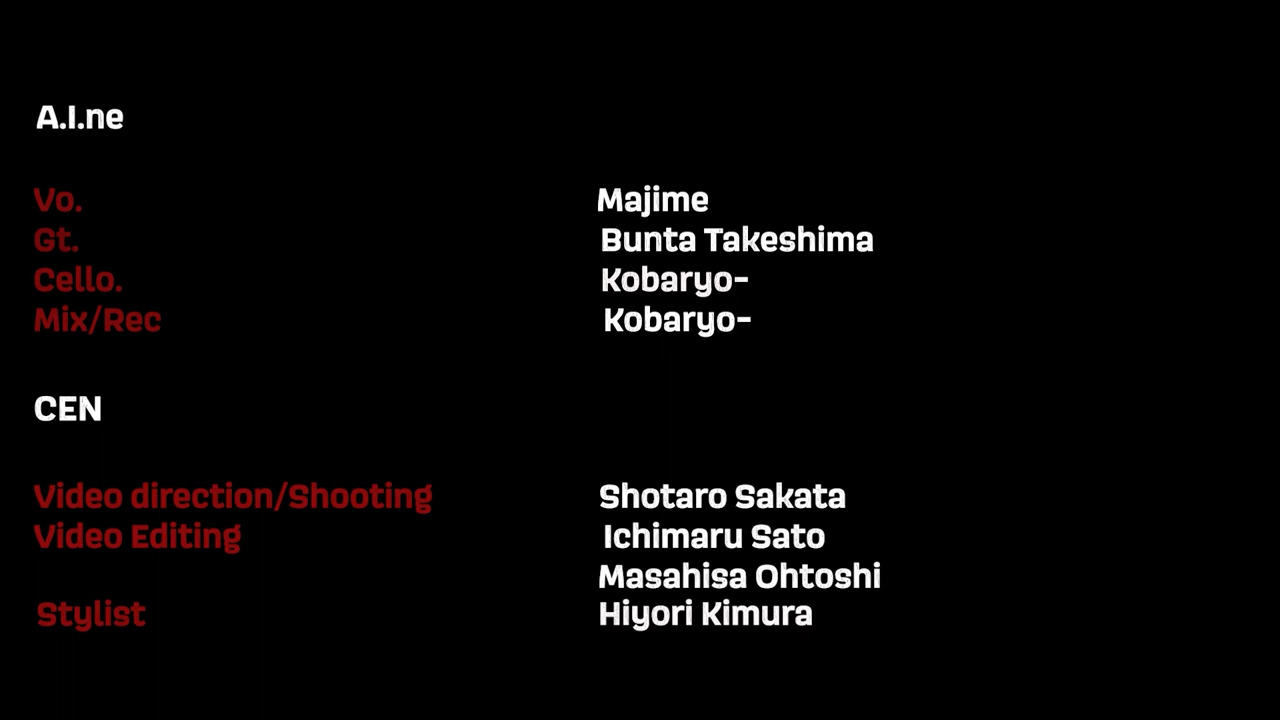 A.I.ne
Vo. Majime
Gt. Bunta Takeshima
Cello. Kobaryo-
Mix/Rec Kobaryo-
CEN
Video direction/Shooting Shotaro Sakata
Video Editing Ichimaru Sato
Masahisa Ohtoshi
Stylist Hiyori Kimura